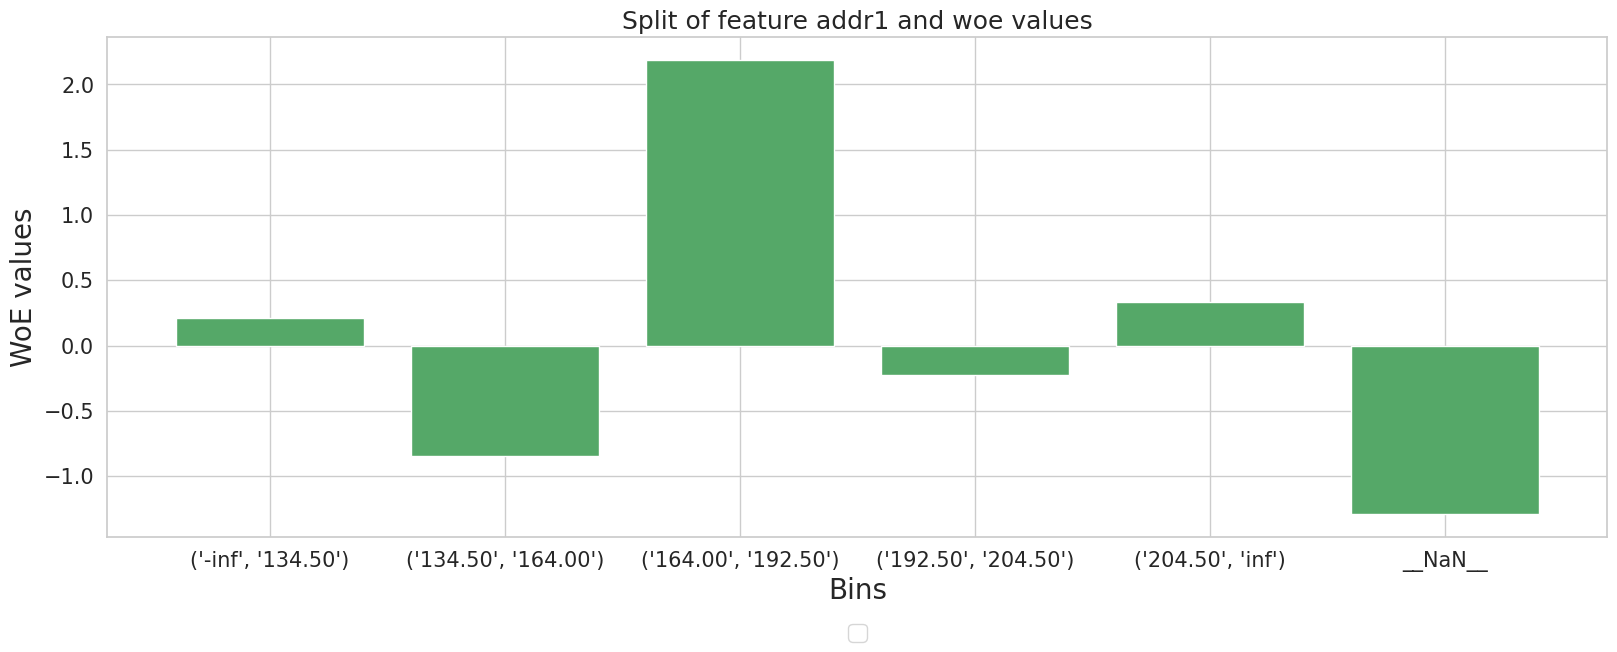 Split of feature addr1 and woe values
WoE values
2.0
1.5
1.0
0.5
0.0
−0.5
−1.0
('-inf', '134.50')
('134.50', '164.00')
('164.00', '192.50')
('192.50', '204.50')
('204.50', 'inf')
__NaN__
Bins